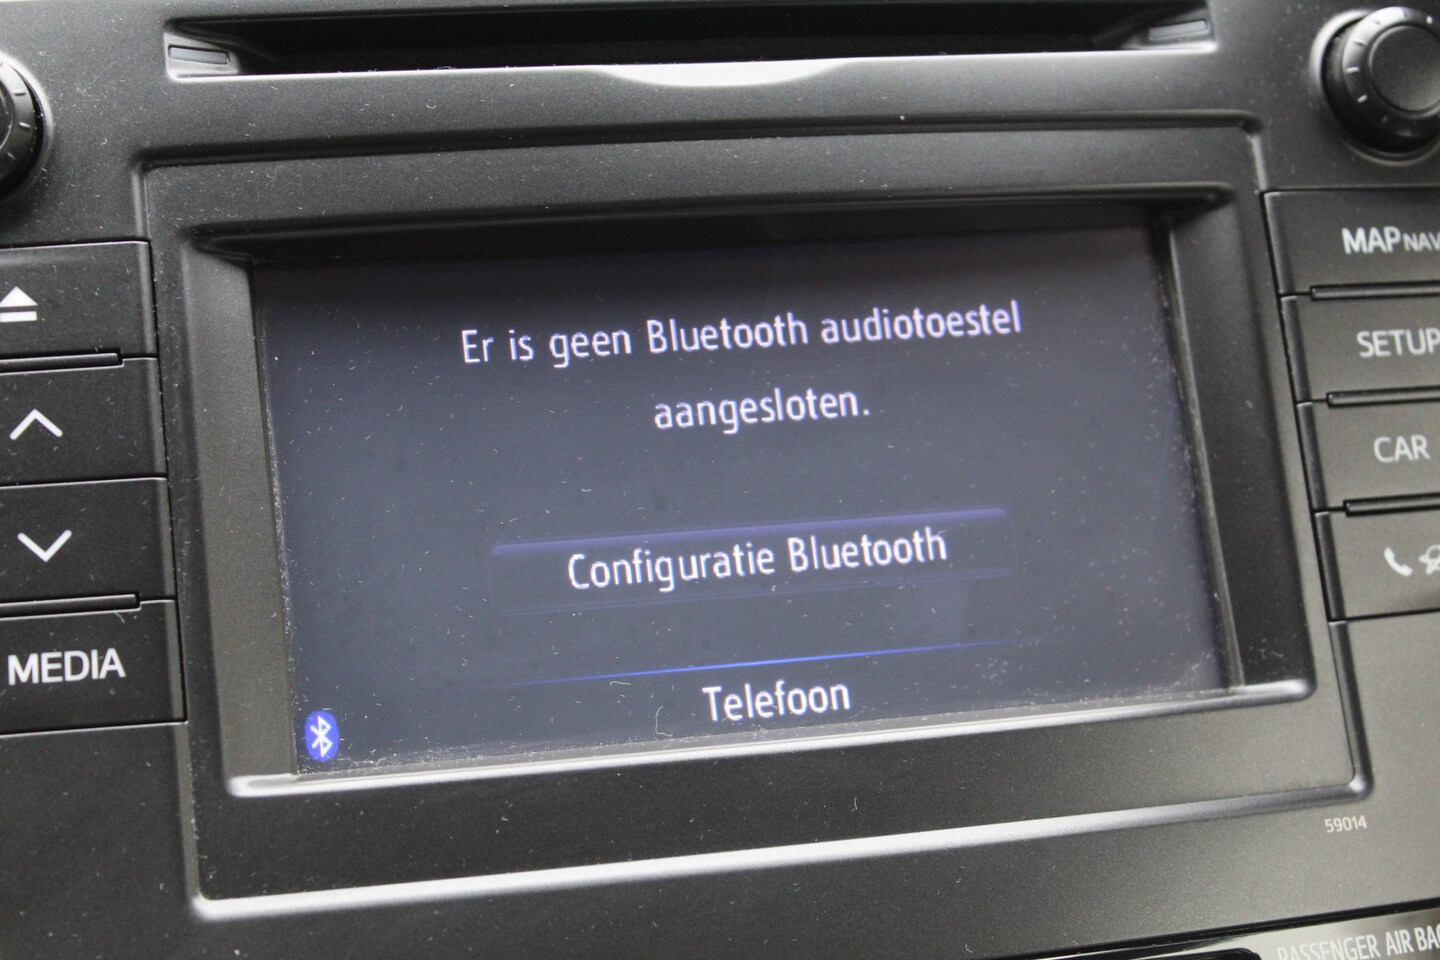 MAP NAV
Er is geen Bluetooth audiotoestel
aangesloten.
SETUP
CAR
Configuratie Bluetooth
MEDIA
Telefoon
59014
PASSENGER AIR BAG